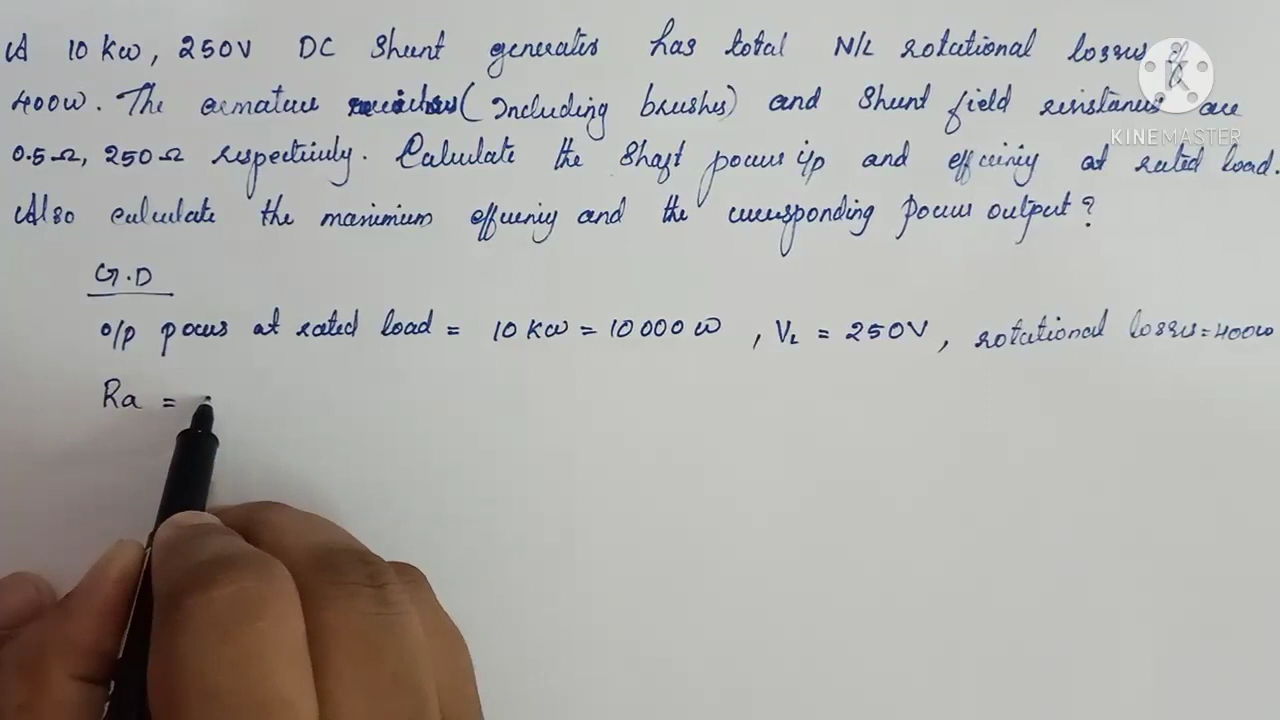 A 10 kw, 250V DC Shunt generator has total N/L rotational losses of
400w. The armature (Including brushes) and Shunt field resistances are
0.5Ω, 250Ω respectively. Calculate the Shaft power i/p and efficiency at rated load.
Also calculate the maximum efficiency and the corresponding Power output?
G.D
o/p power at rated load = 10 kw = 10000 w , VL = 250V, rotational losses = 400w
Ra =
KINEMASTER